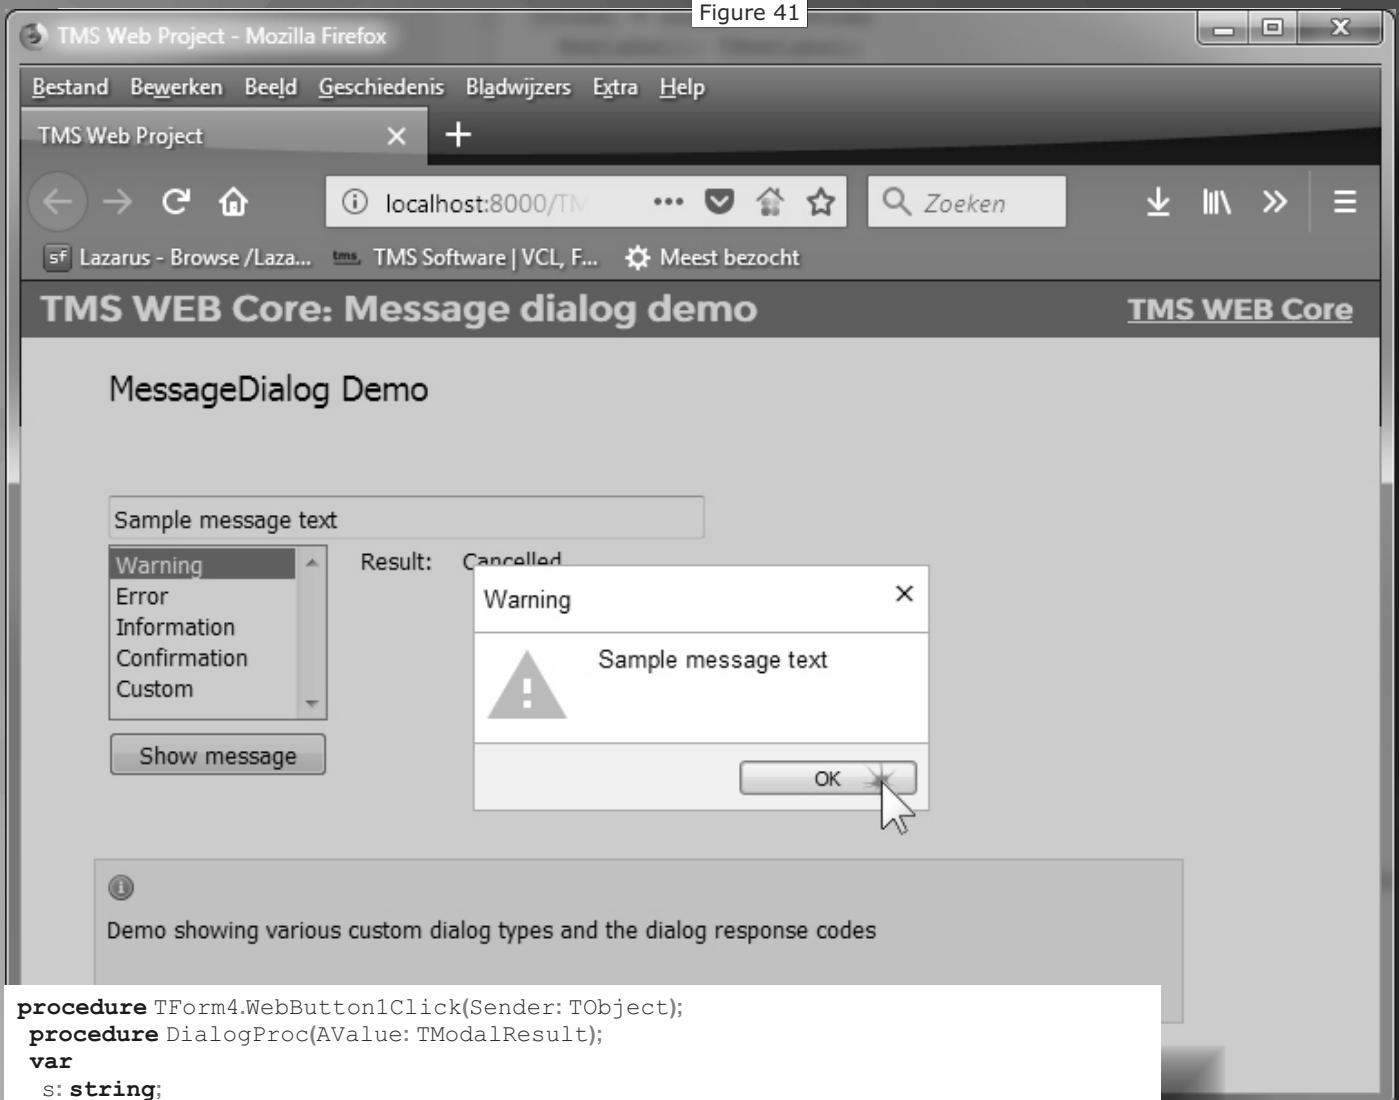 Figure 41
TMS Web Project - Mozilla Firefox
Bestand Bewerken Beeld Geschiedenis Bladwijzers Extra Help
TMS Web Project
localhost:8000/TM
Zoeken
sf Lazarus - Browse /Laza... tms, TMS Software | VCL, F... Meest bezocht
TMS WEB Core: Message dialog demo TMS WEB Core
MessageDialog Demo
Sample message text
Warning
Error
Information
Confirmation
Custom
Result: Cancelled
Warning
Sample message text
OK
Show message
Demo showing various custom dialog types and the dialog response codes
procedure TForm4.WebButton1Click(Sender: TObject);
procedure DialogProc(AValue: TModalResult);
var
s: string;